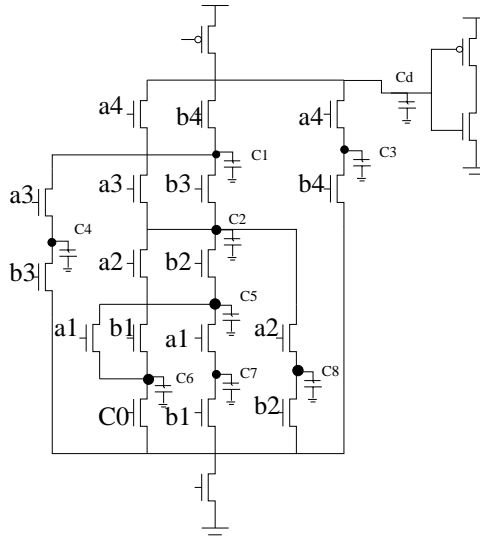 Cd
a4 b4 a4
C1 C3
a3 a3 b3 b4
C2
C4
b3 a2 b2
C5
a1 b1 a1 a2
C6 C7 C8
C0 b1 b2